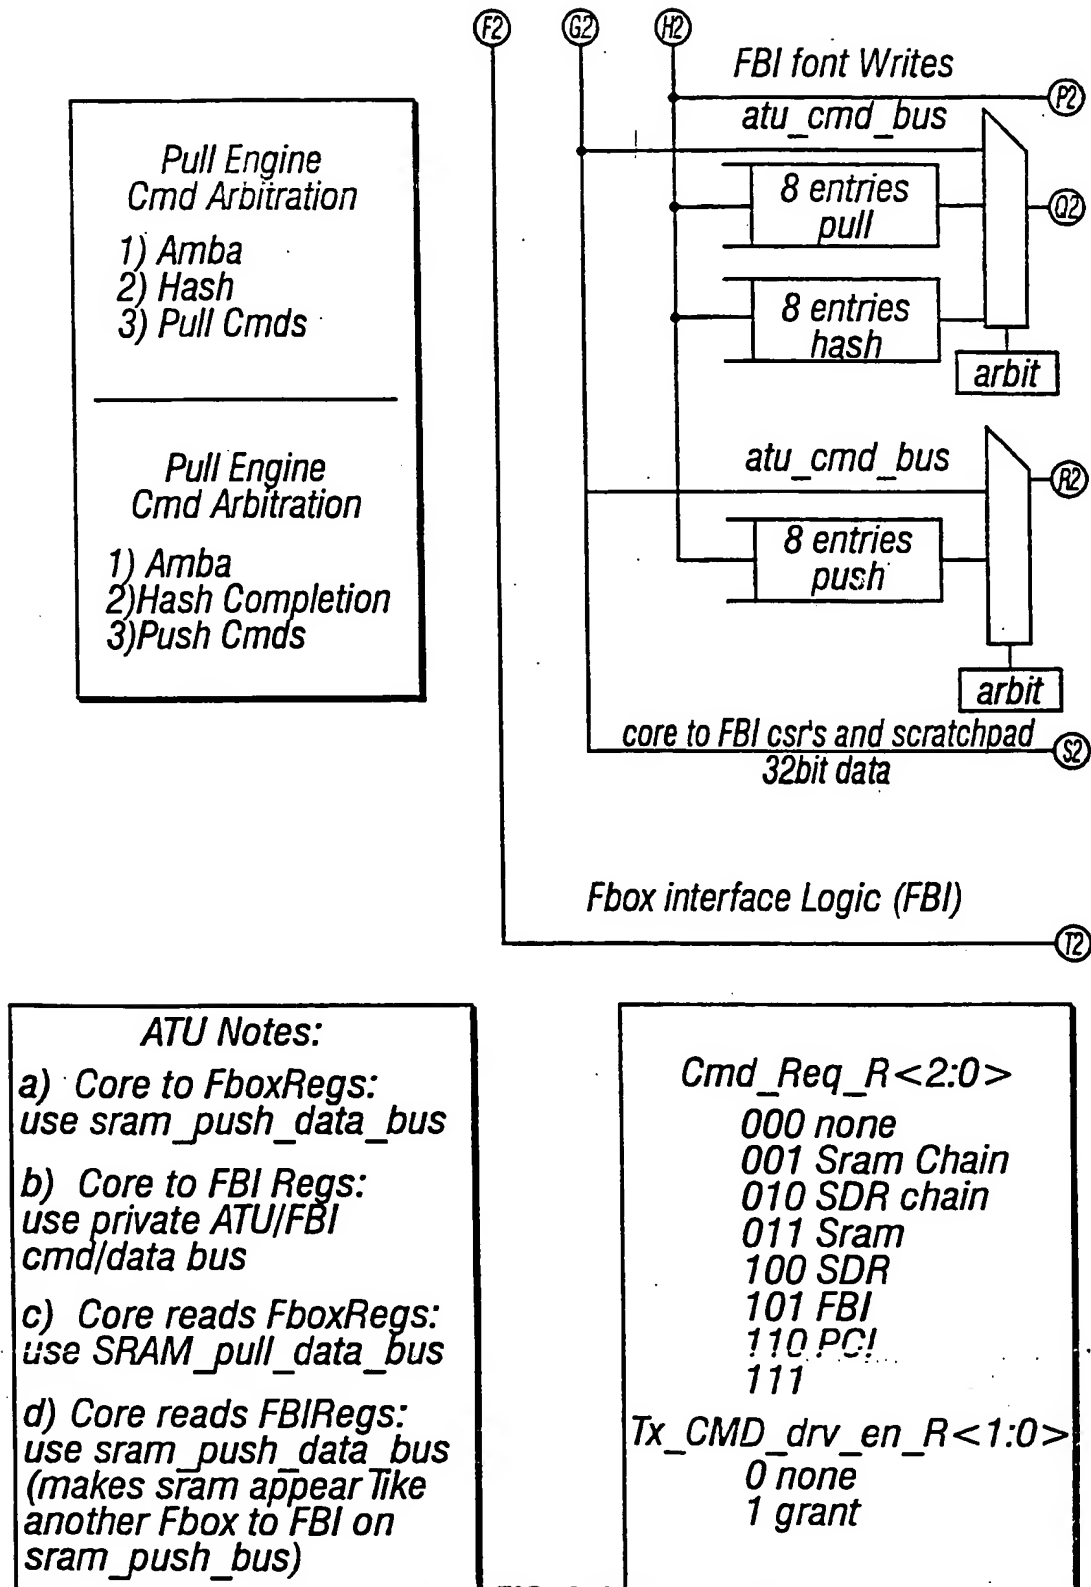 F2 G2 H2
FBI font Writes
P2
atu_cmd_bus
8 entries
pull
Q2
8 entries
hash
arbit
Pull Engine
Cmd Arbitration
1) Amba
2) Hash
3) Pull Cmds
Pull Engine
Cmd Arbitration
1) Amba
2)Hash Completion
3)Push Cmds
atu_cmd_bus
R2
8 entries
push
arbit
core to FBI csr's and scratchpad
32bit data
S2
Fbox interface Logic (FBI)
T2
ATU Notes:
a) Core to FboxRegs:
use sram_push_data_bus
b) Core to FBI Regs:
use private ATU/FBI
cmd/data bus
c) Core reads FboxRegs:
use SRAM_pull_data_bus
d) Core reads FBIRegs:
use sram_push_data_bus
(makes sram appear like
another Fbox to FBI on
sram_push_bus)
Cmd_Req_R<2:0>
000 none
001 Sram Chain
010 SDR chain
011 Sram
100 SDR
101 FBI
110 PCI
111
Tx_CMD_drv_en_R<1:0>
0 none
1 grant